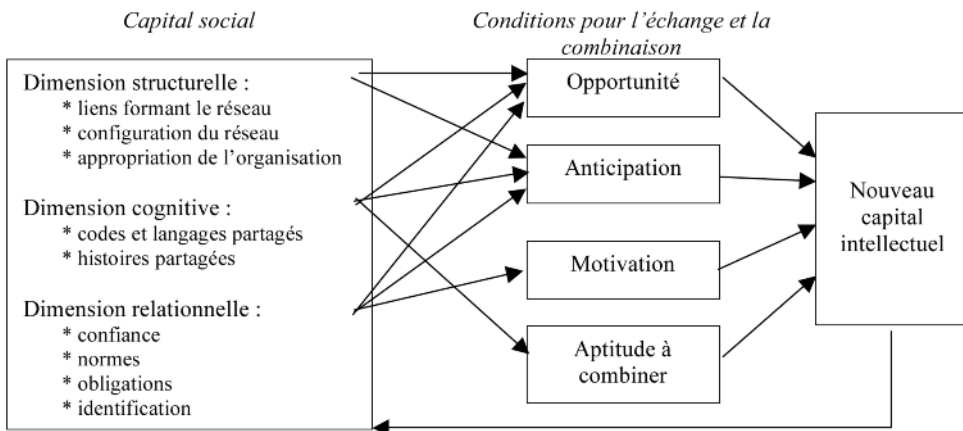 Capital social
Conditions pour l'échange et la
combinaison
Dimension structurelle :
* liens formant le réseau
* configuration du réseau
* appropriation de l'organisation
Dimension cognitive :
* codes et langages partagés
* histoires partagées
Dimension relationnelle :
* confiance
* normes
* obligations
* identification
Opportunité
Anticipation
Motivation
Aptitude à
combiner
Nouveau
capital
intellectuel